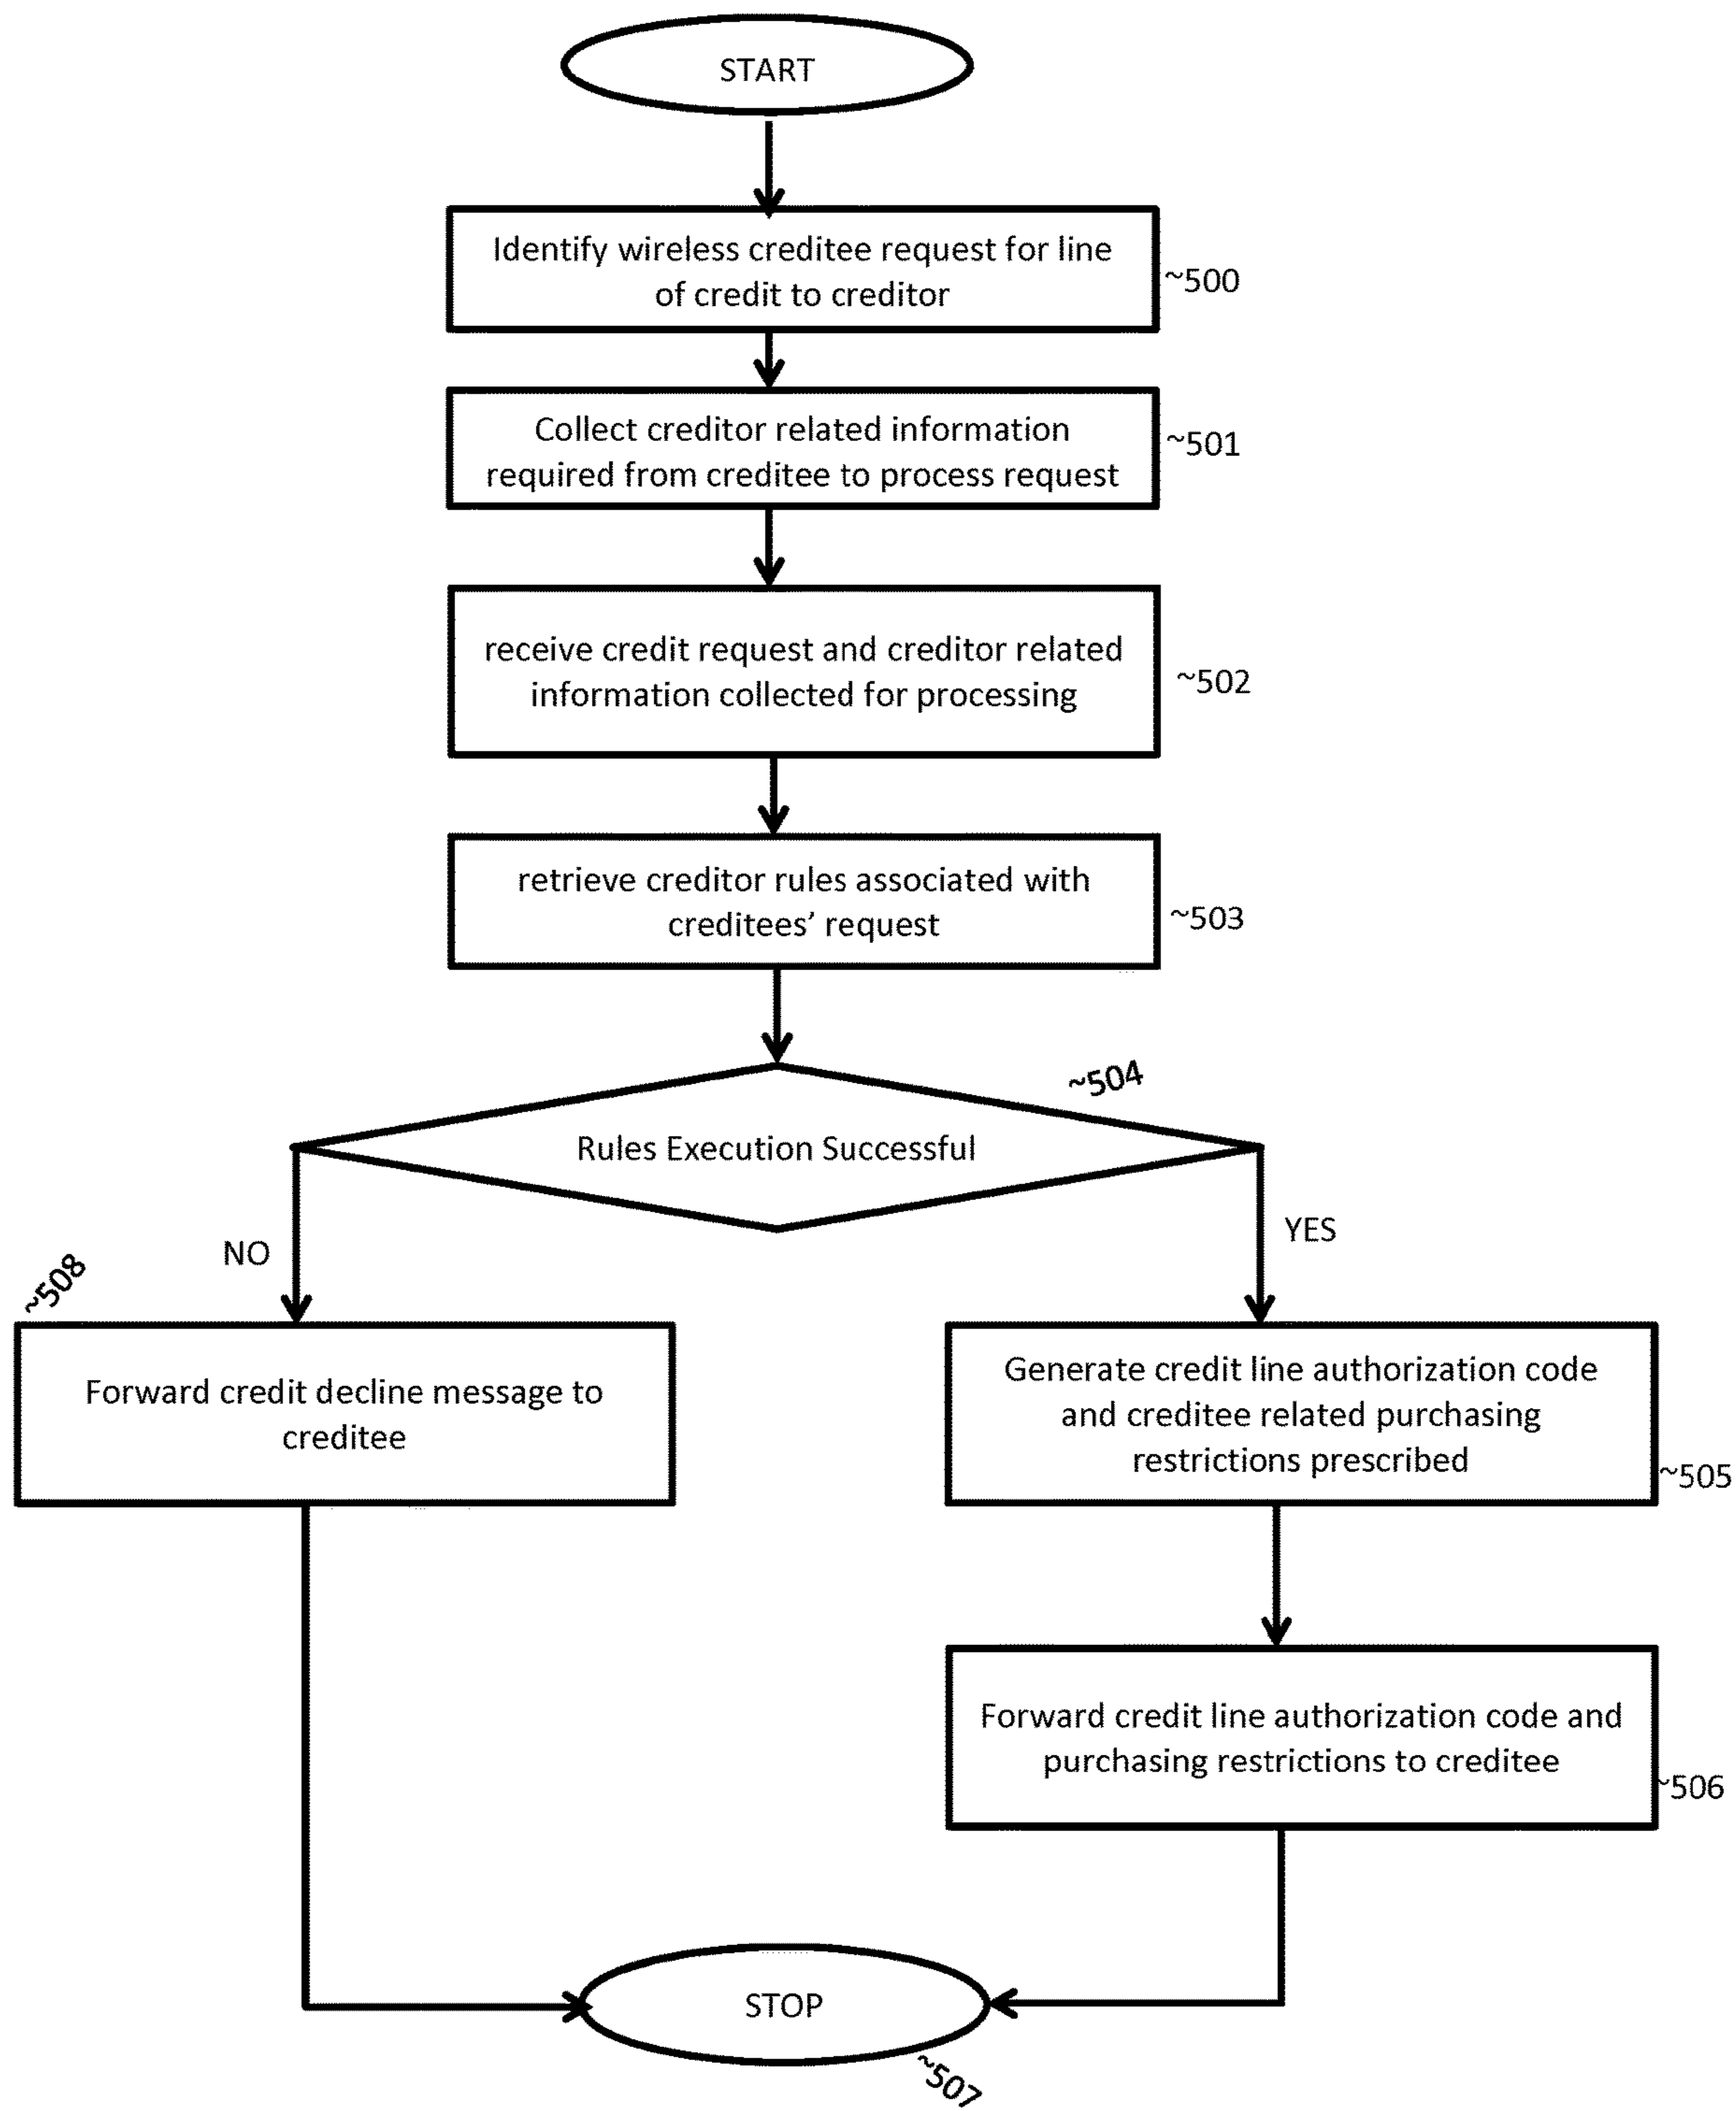 START
Identify wireless creditee request for line
of credit to creditor
~500
Collect creditor related information
required from creditee to process request
~501
receive credit request and creditor related
information collected for processing
~502
retrieve creditor rules associated with
creditees’ request
~503
~504
Rules Execution Successful
NO
YES
~508
Forward credit decline message to
creditee
Generate credit line authorization code
and creditee related purchasing
restrictions prescribed
~505
Forward credit line authorization code and
purchasing restrictions to creditee
~506
STOP
~507